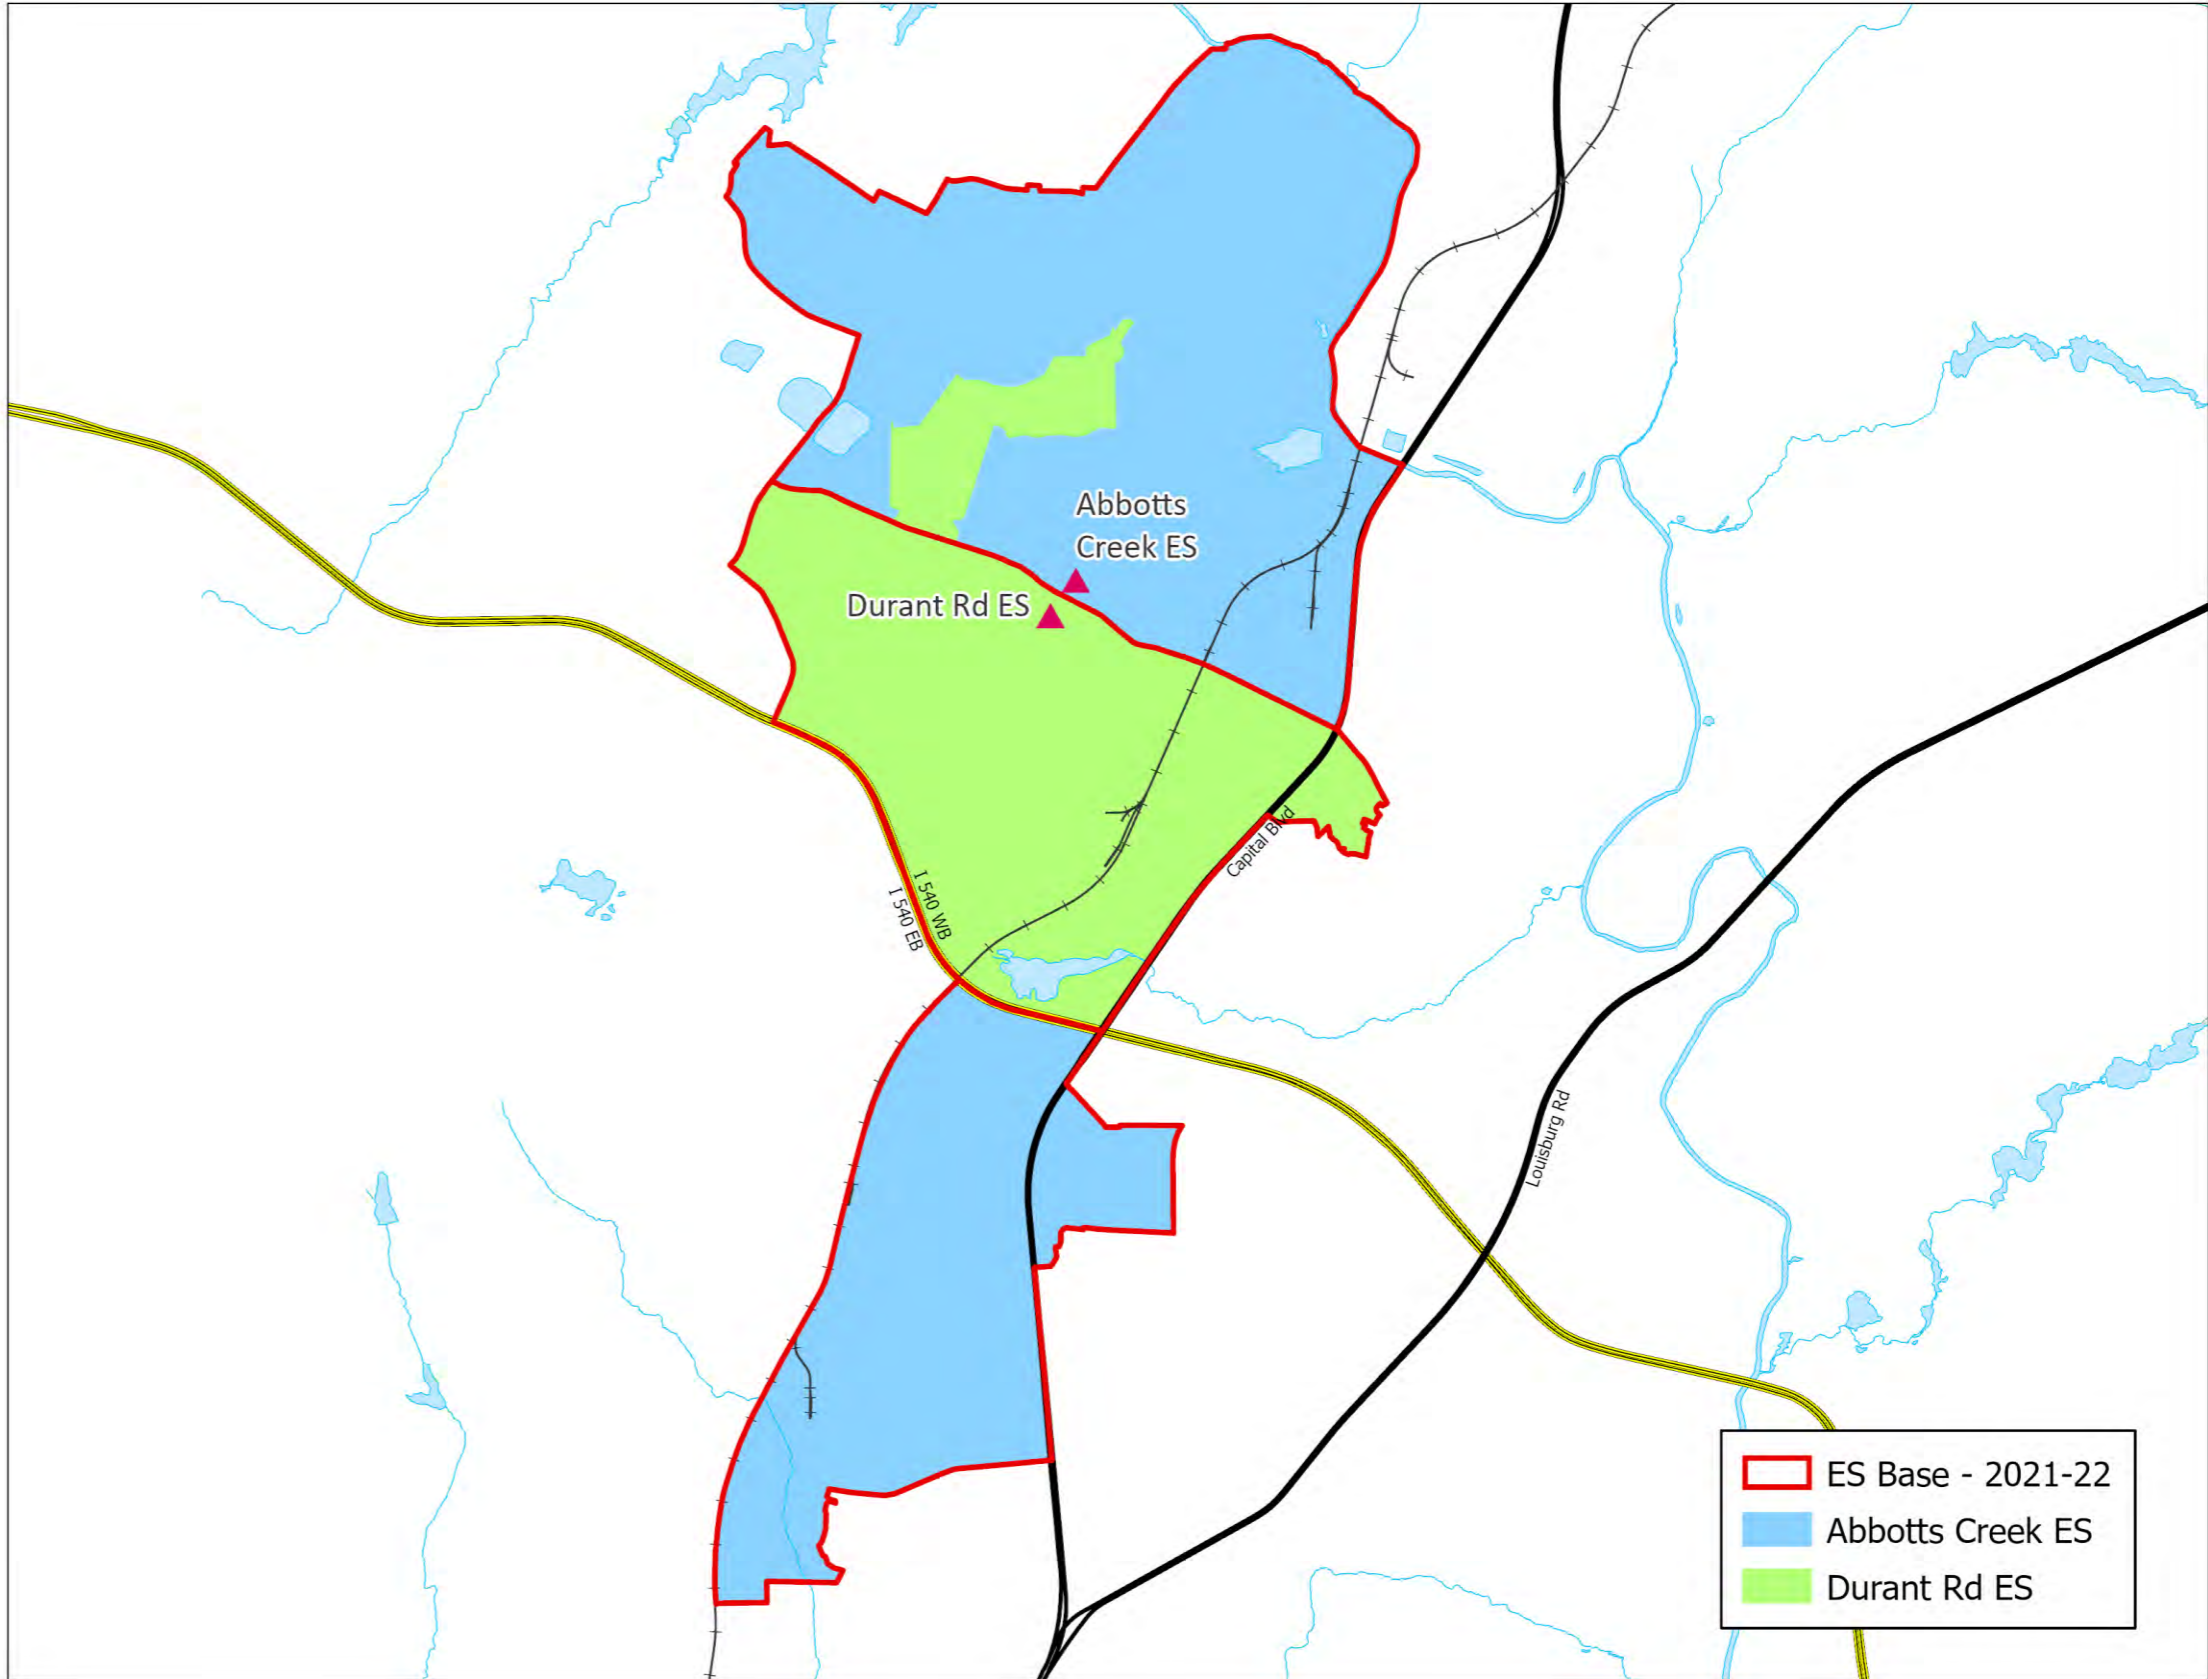 Abbotts
Creek ES
Durant Rd ES
Capital Blvd
I 540 WB
I 540 EB
Louisburg Rd
ES Base - 2021-22
Abbotts Creek ES
Durant Rd ES